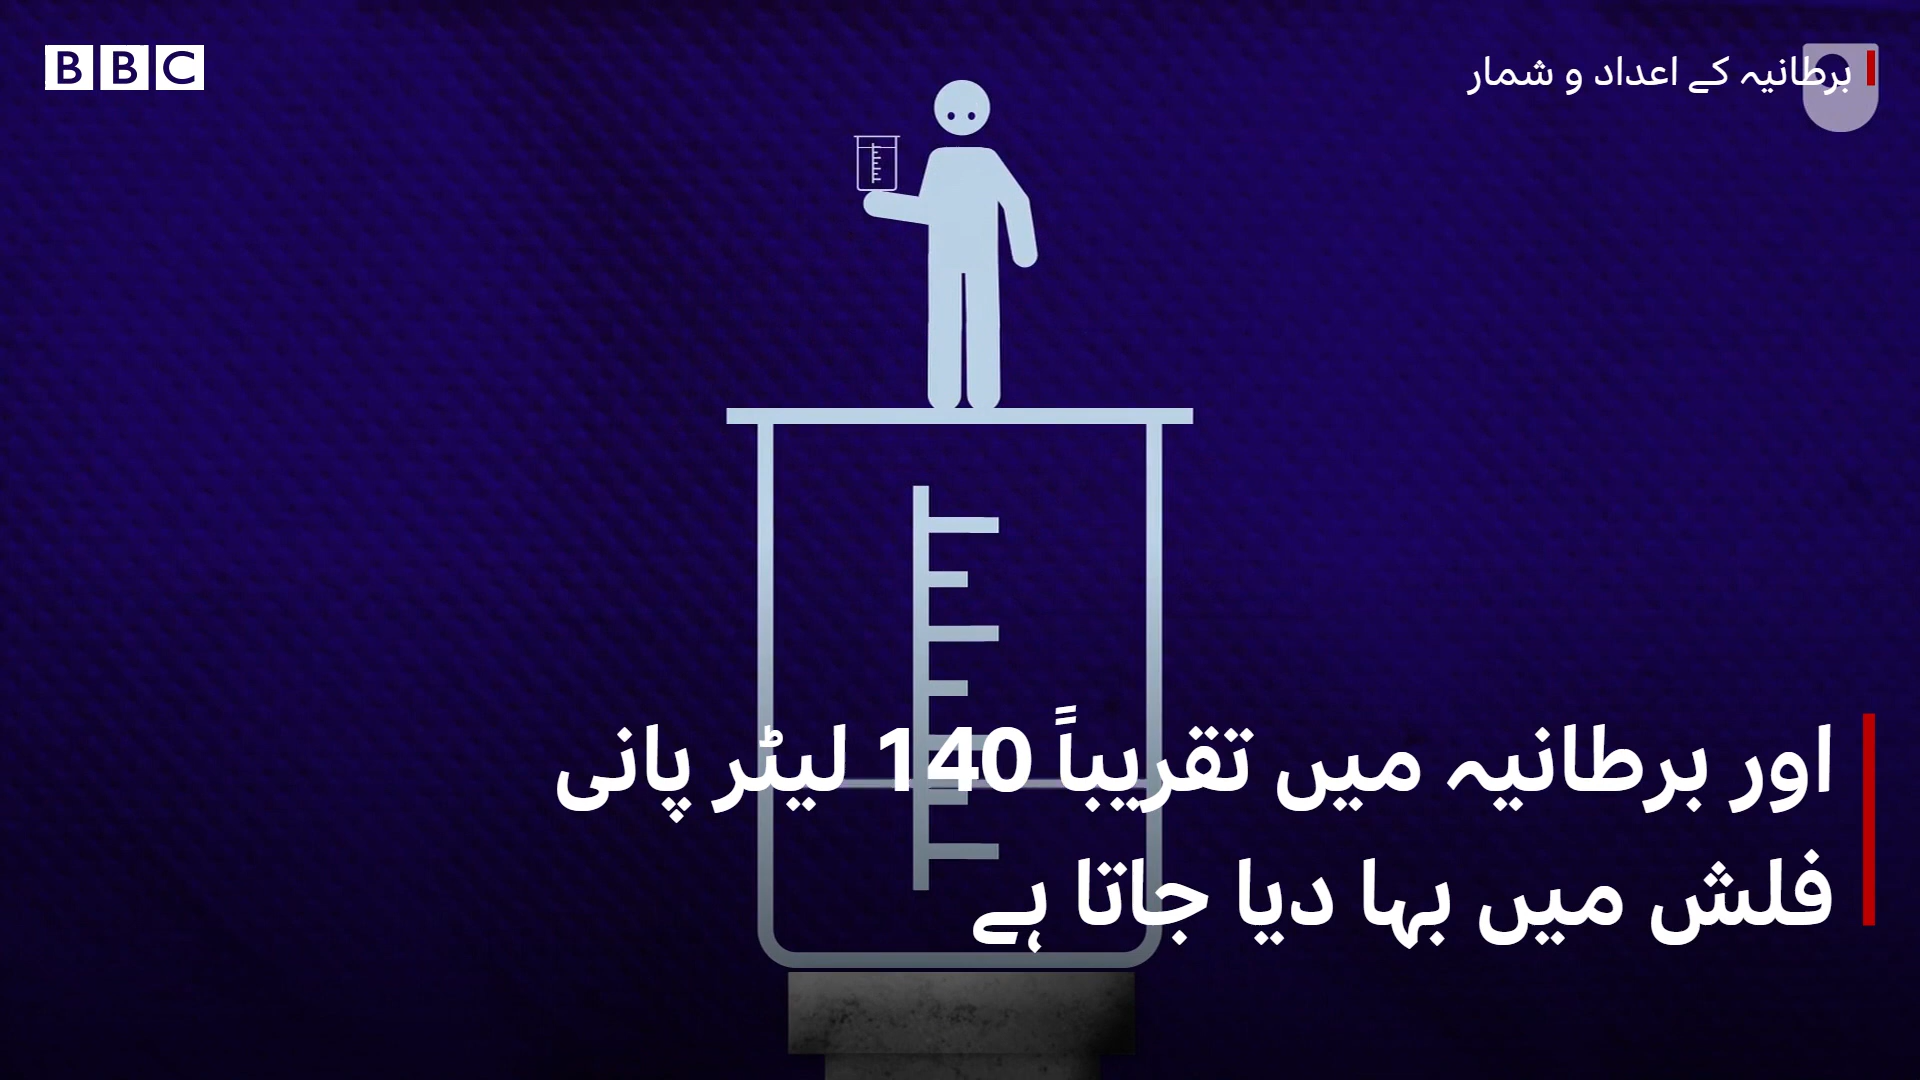 BBC
برطانیہ کے اعداد و شمار
اور برطانیہ میں تقریباً 140 لیٹر پانی
فلش میں بہا دیا جاتا ہے